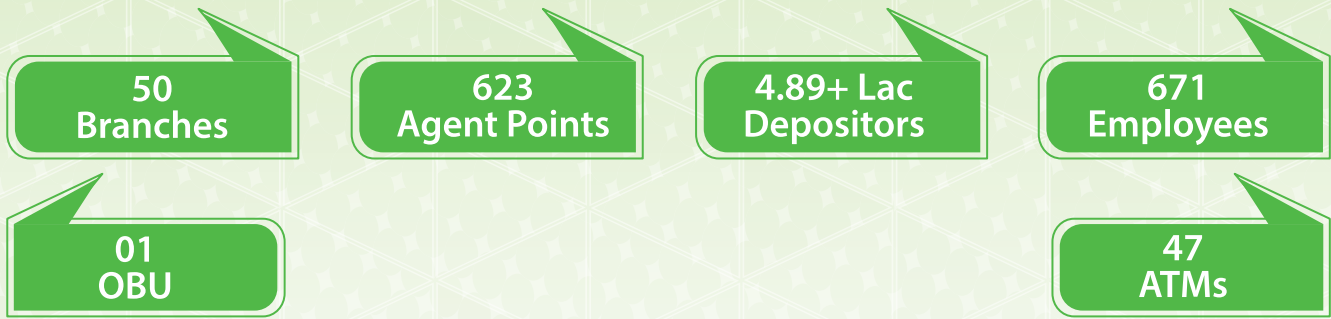 50
Branches
623
Agent Points
4.89+ Lac
Depositors
671
Employees
01
OBU
47
ATMs